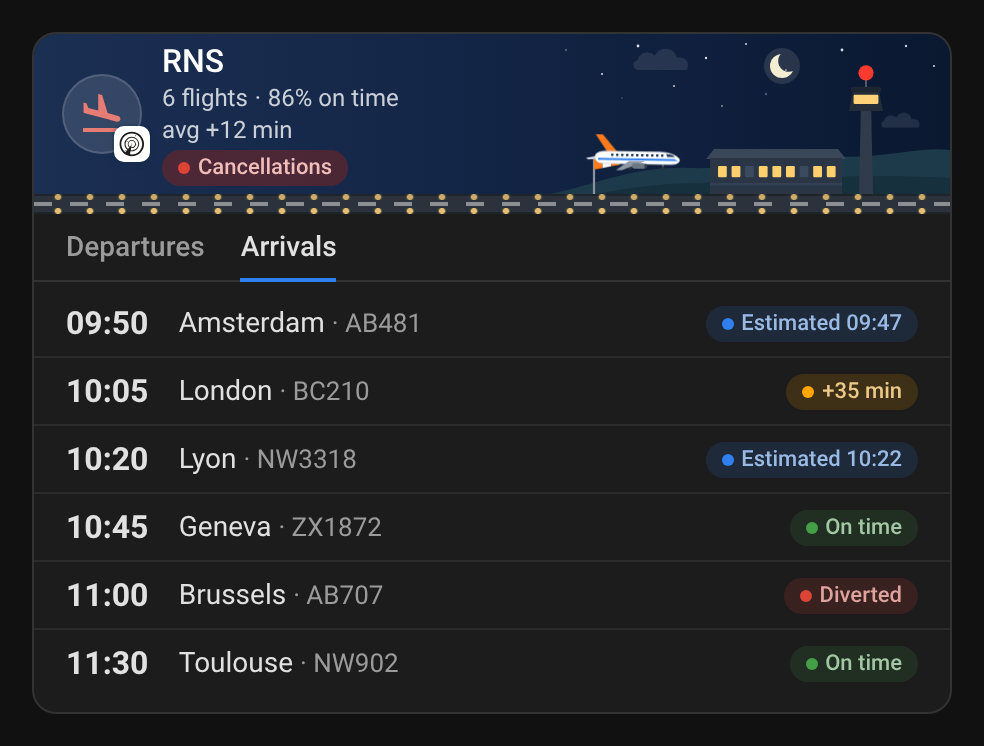 RNS
6 flights · 86% on time
avg +12 min
Cancellations
Departures Arrivals
09:50 Amsterdam · AB481 Estimated 09:47
10:05 London · BC210 +35 min
10:20 Lyon · NW3318 Estimated 10:22
10:45 Geneva · ZX1872 On time
11:00 Brussels · AB707 Diverted
11:30 Toulouse · NW902 On time